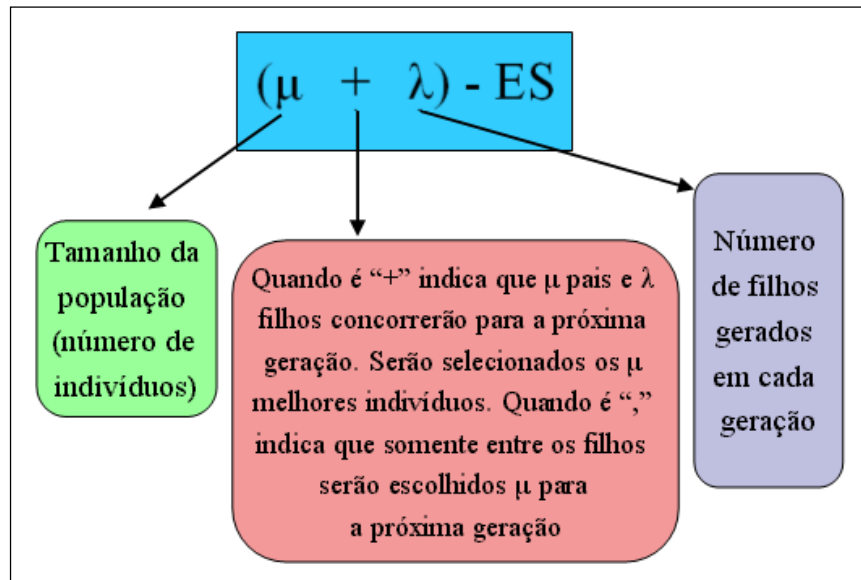 (μ + λ) - ES
Tamanho da
população
(número de
indivíduos)
Quando é “+” indica que μ pais e λ
filhos concorrerão para a próxima
geração. Serão selecionados os μ
melhores indivíduos. Quando é “,”
indica que somente entre os filhos
serão escolhidos μ para
a próxima geração
Número
de filhos
gerados
em cada
geração